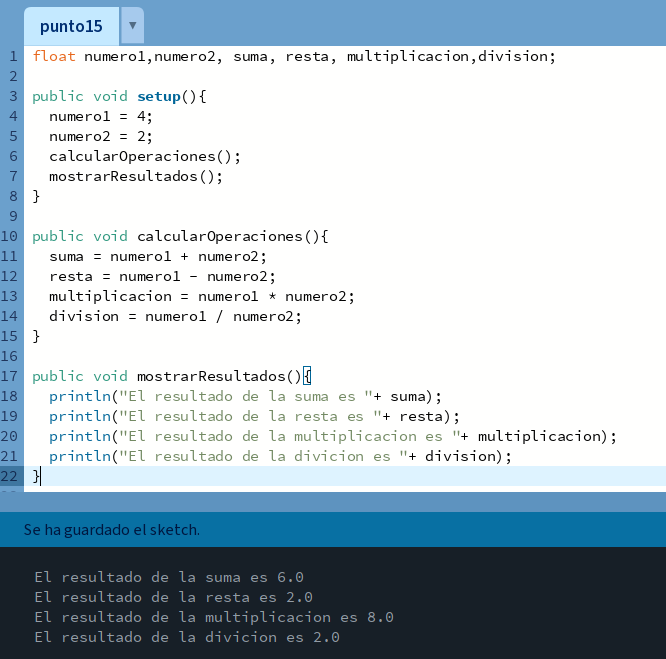 punto15 ▼
1 float numero1,numero2, suma, resta, multiplicacion,division;
2
3 public void setup(){
4 numero1 = 4;
5 numero2 = 2;
6 calcularOperaciones();
7 mostrarResultados();
8 }
9
10 public void calcularOperaciones(){
11 suma = numero1 + numero2;
12 resta = numero1 - numero2;
13 multiplicacion = numero1 * numero2;
14 division = numero1 / numero2;
15 }
16
17 public void mostrarResultados(){
18 println("El resultado de la suma es "+ suma);
19 println("El resultado de la resta es "+ resta);
20 println("El resultado de la multiplicacion es "+ multiplicacion);
21 println("El resultado de la divicion es "+ division);
22 }
Se ha guardado el sketch.
El resultado de la suma es 6.0
El resultado de la resta es 2.0
El resultado de la multiplicacion es 8.0
El resultado de la divicion es 2.0